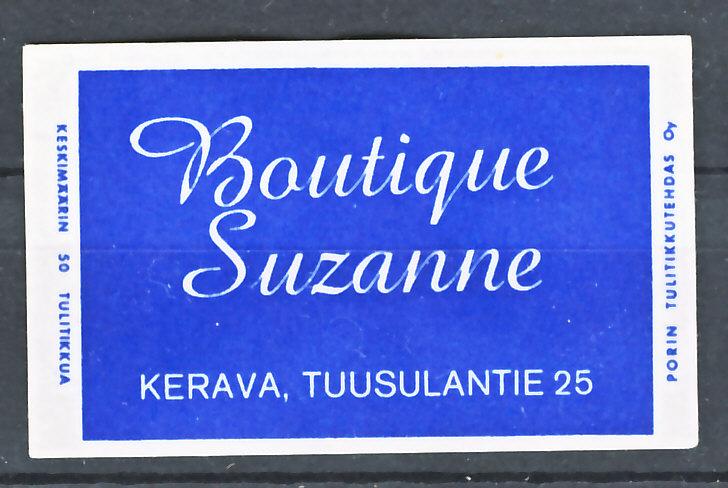 Boutique
Suzanne
KERAVA, TUUSULANTIE 25
KESKIMÄÄRIN 50 TULITIKKUA
PORIN TULITIKKUTEHDAS Oy